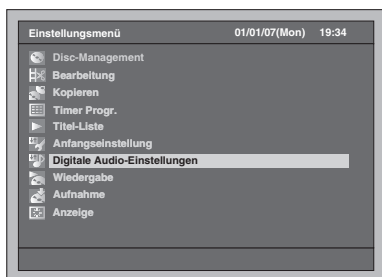 Einstellungsmenü 01/01/07(Mon) 19:34
Disc-Management
Bearbeitung
Kopieren
Timer Progr.
Titel-Liste
Anfangseinstellung
Digitale Audio-Einstellungen
Wiedergabe
Aufnahme
Anzeige